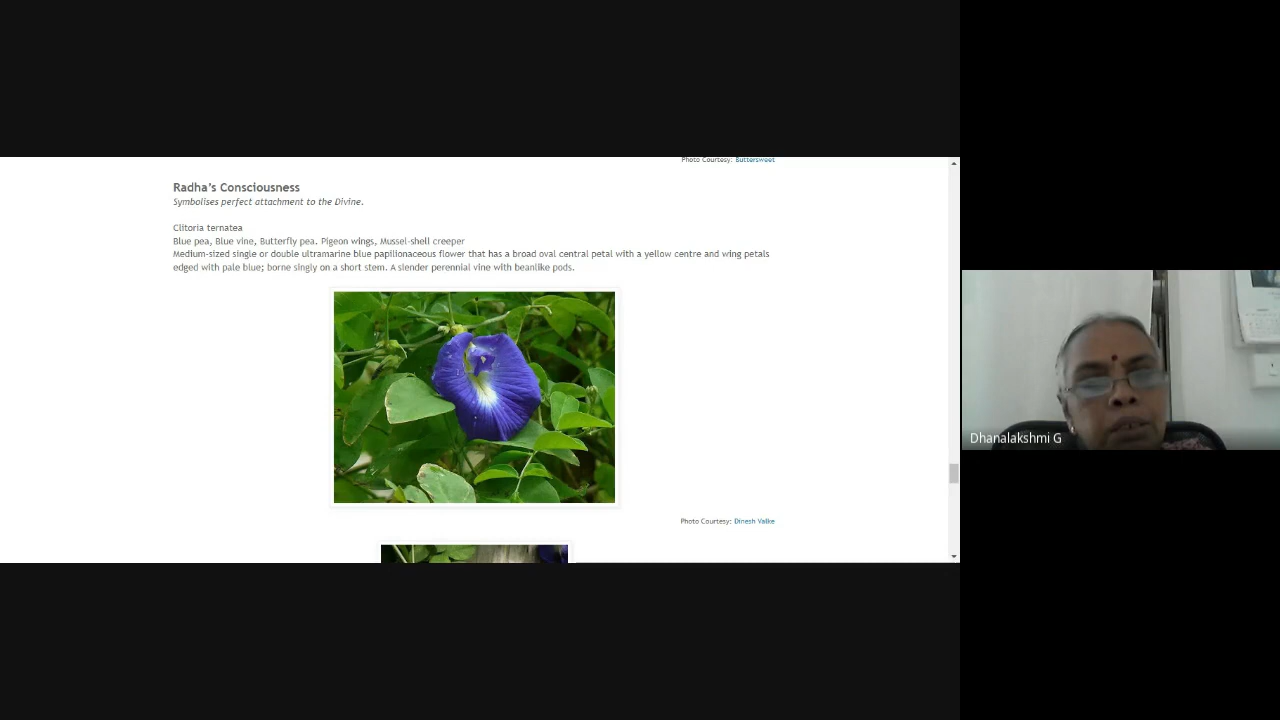 Photo Courtesy: Buttersweet
Radha's Consciousness
Symbolises perfect attachment to the Divine.
Clitoria ternatea
Blue pea, Blue vine, Butterfly pea. Pigeon wings, Mussel-shell creeper
Medium-sized single or double ultramarine blue papilionaceous flower that has a broad oval central petal with a yellow centre and wing petals
edged with pale blue; borne singly on a short stem. A slender perennial vine with beanlike pods.
Photo Courtesy: Dinesh Valke
Dhanalakshmi G